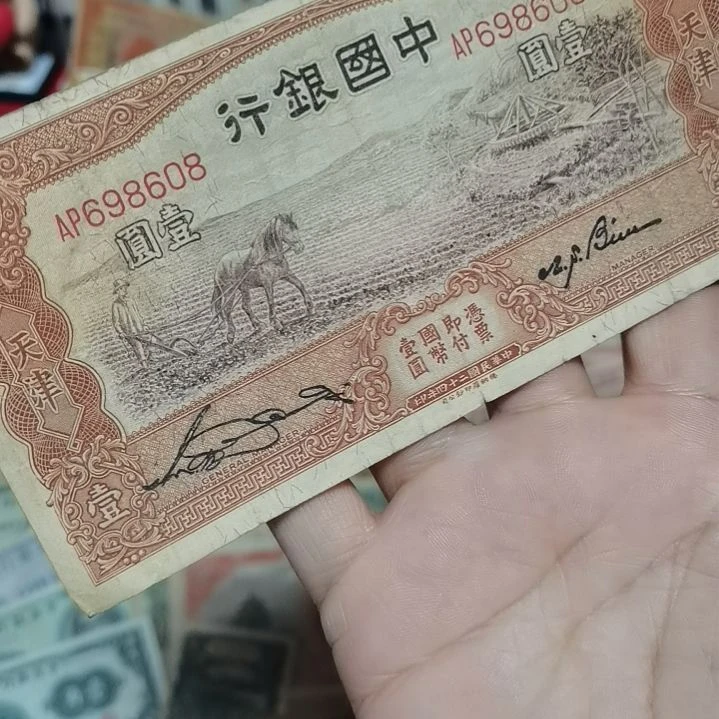 中國銀行
AP698608
AP698608
壹圓
壹圓
天津
天津
憑票
即付
國幣
壹圓
中華民國二十四年印
GENERAL MANAGER
MANAGER
壹